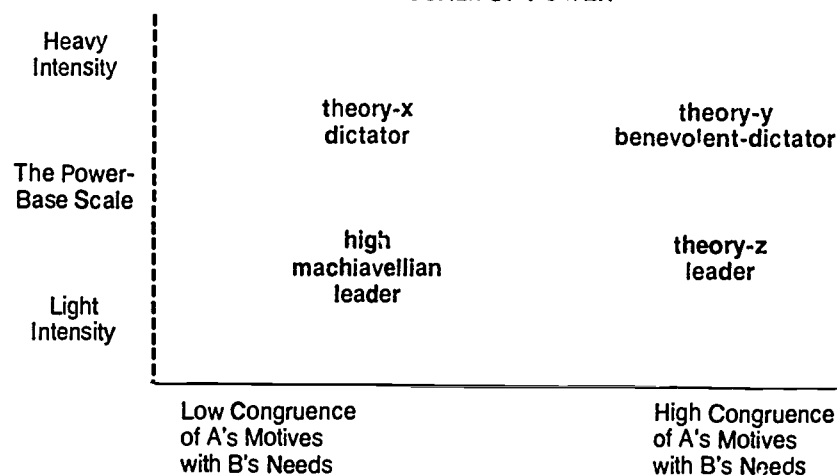 Heavy
Intensity
theory-x
dictator
theory-y
benevolent-dictator
The Power-
Base Scale
high
machiavellian
leader
theory-z
leader
Light
Intensity
Low Congruence
of A's Motives
with B's Needs
High Congruence
of A's Motives
with B's Needs